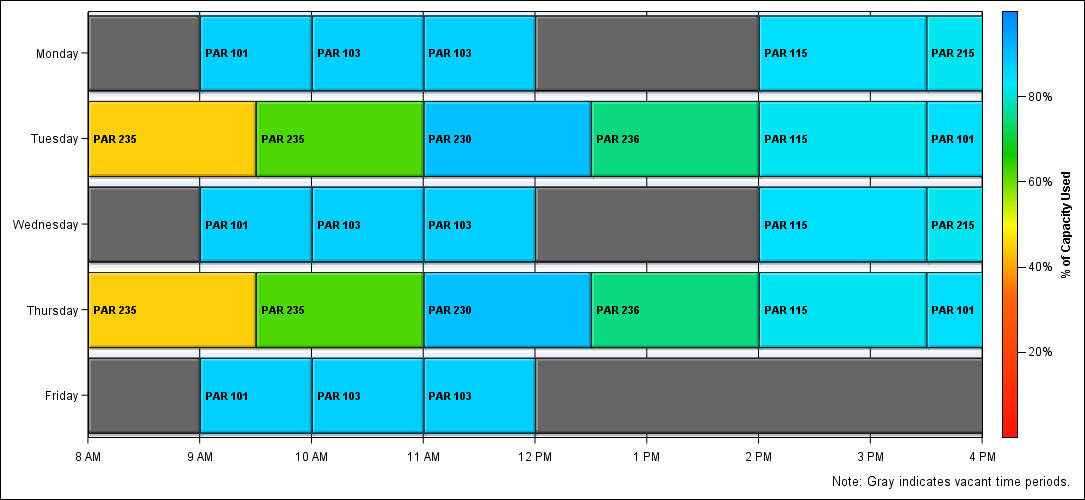 Monday
PAR 101
PAR 103
PAR 103
PAR 115
PAR 215
Tuesday
PAR 235
PAR 235
PAR 230
PAR 236
PAR 115
PAR 101
Wednesday
PAR 101
PAR 103
PAR 103
PAR 115
PAR 215
Thursday
PAR 235
PAR 235
PAR 230
PAR 236
PAR 115
PAR 101
Friday
PAR 101
PAR 103
PAR 103
8 AM
9 AM
10 AM
11 AM
12 PM
1 PM
2 PM
3 PM
4 PM
80%
60%
40%
20%
% of Capacity Used
Note: Gray indicates vacant time periods.